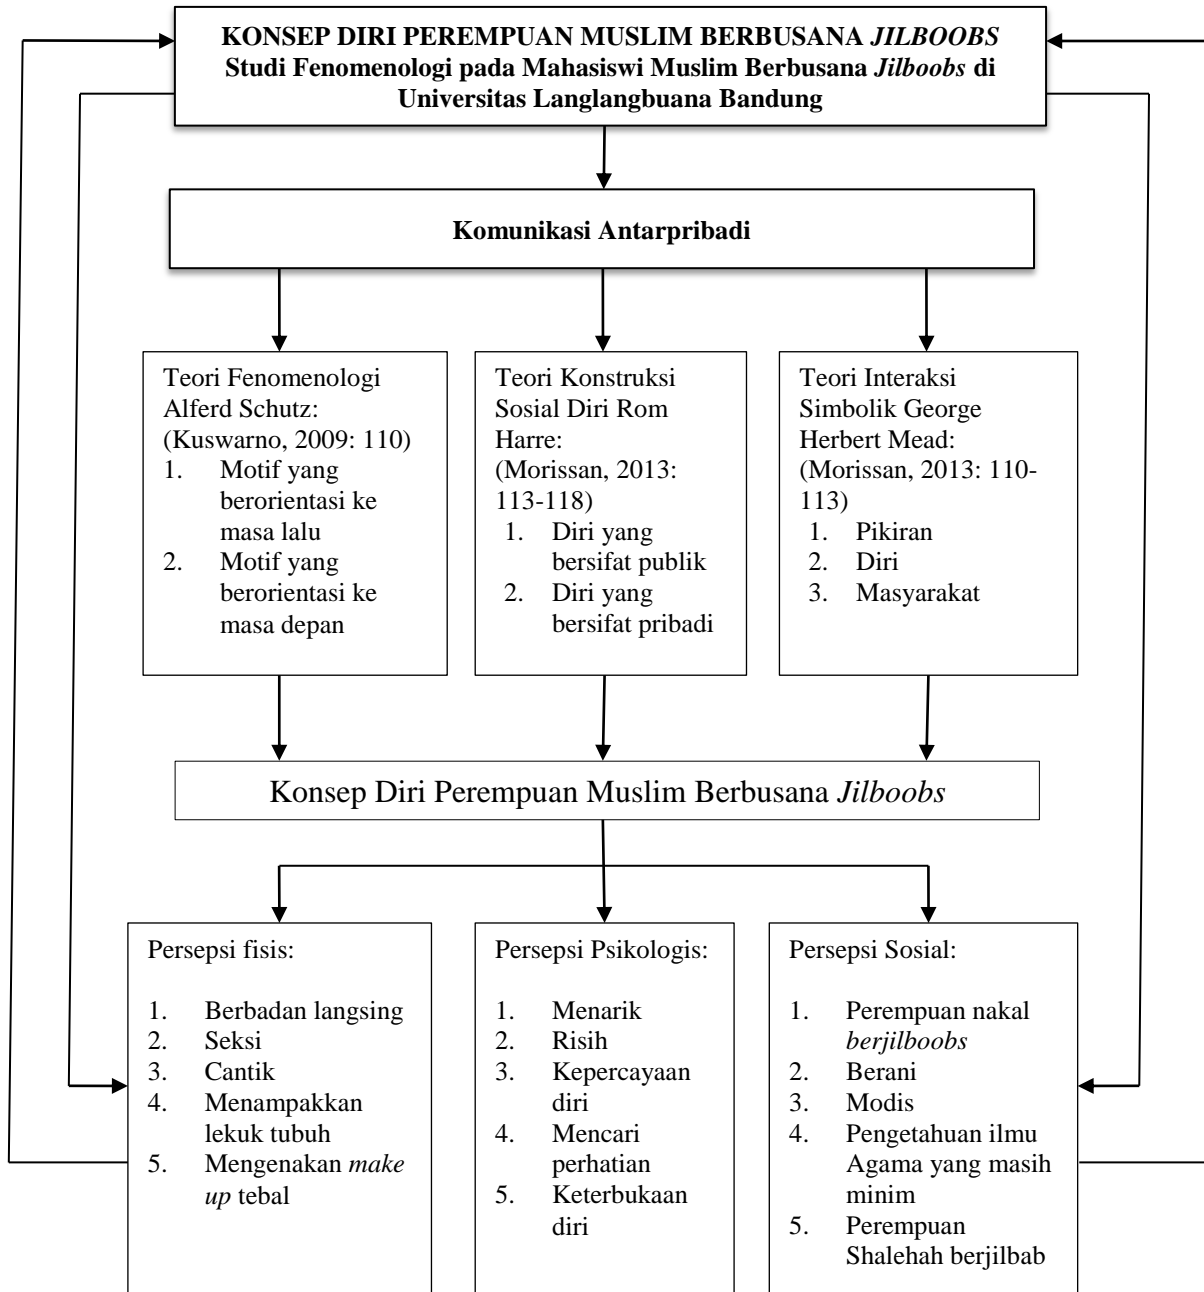 KONSEP DIRI PEREMPUAN MUSLIM BERBUSANA JILBOOBS
Studi Fenomenologi pada Mahasiswi Muslim Berbusana Jilboobs di
Universitas Langlangbuana Bandung
Komunikasi Antarpribadi
Teori Fenomenologi
Alferd Schutz:
(Kuswarno, 2009: 110)
1. Motif yang
berorientasi ke
masa lalu
2. Motif yang
berorientasi ke
masa depan
Teori Konstruksi
Sosial Diri Rom
Harre:
(Morissan, 2013:
113-118)
1. Diri yang
bersifat publik
2. Diri yang
bersifat pribadi
Teori Interaksi
Simbolik George
Herbert Mead:
(Morissan, 2013: 110-
113)
1. Pikiran
2. Diri
3. Masyarakat
Konsep Diri Perempuan Muslim Berbusana Jilboobs
Persepsi fisis:
1. Berbadan langsing
2. Seksi
3. Cantik
4. Menampakkan
lekuk tubuh
5. Mengenakan make
up tebal
Persepsi Psikologis:
1. Menarik
2. Risih
3. Kepercayaan
diri
4. Mencari
perhatian
5. Keterbukaan
diri
Persepsi Sosial:
1. Perempuan nakal
berjilboobs
2. Berani
3. Modis
4. Pengetahuan ilmu
Agama yang masih
minim
5. Perempuan
Shalehah berjilbab